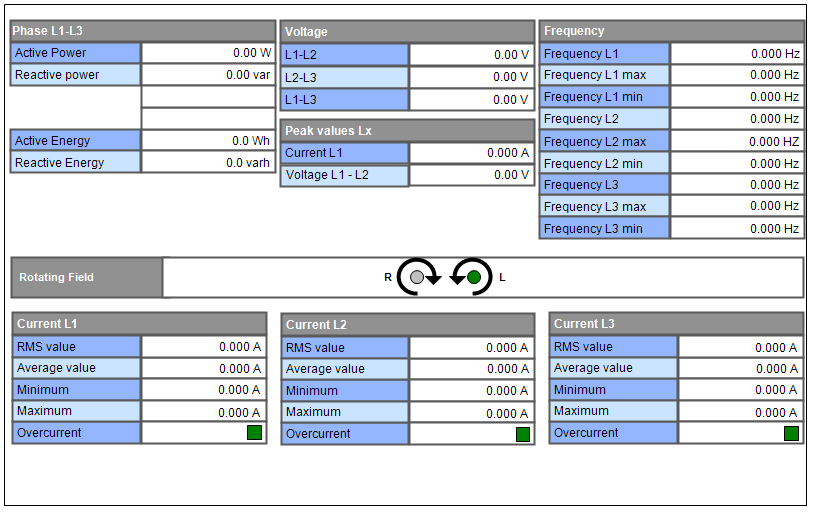 Phase L1-L3
Active Power 0.00 W
Reactive power 0.00 var
Active Energy 0.0 Wh
Reactive Energy 0.0 varh
Voltage
L1-L2 0.00 V
L2-L3 0.00 V
L1-L3 0.00 V
Peak values Lx
Current L1 0.000 A
Voltage L1 - L2 0.00 V
Frequency
Frequency L1 0.000 Hz
Frequency L1 max 0.000 Hz
Frequency L1 min 0.000 Hz
Frequency L2 0.000 Hz
Frequency L2 max 0.000 HZ
Frequency L2 min 0.000 Hz
Frequency L3 0.000 Hz
Frequency L3 max 0.000 Hz
Frequency L3 min 0.000 Hz
Rotating Field R L
Current L1
RMS value 0.000 A
Average value 0.000 A
Minimum 0.000 A
Maximum 0.000 A
Overcurrent
Current L2
RMS value 0.000 A
Average value 0.000 A
Minimum 0.000 A
Maximum 0.000 A
Overcurrent
Current L3
RMS value 0.000 A
Average value 0.000 A
Minimum 0.000 A
Maximum 0.000 A
Overcurrent